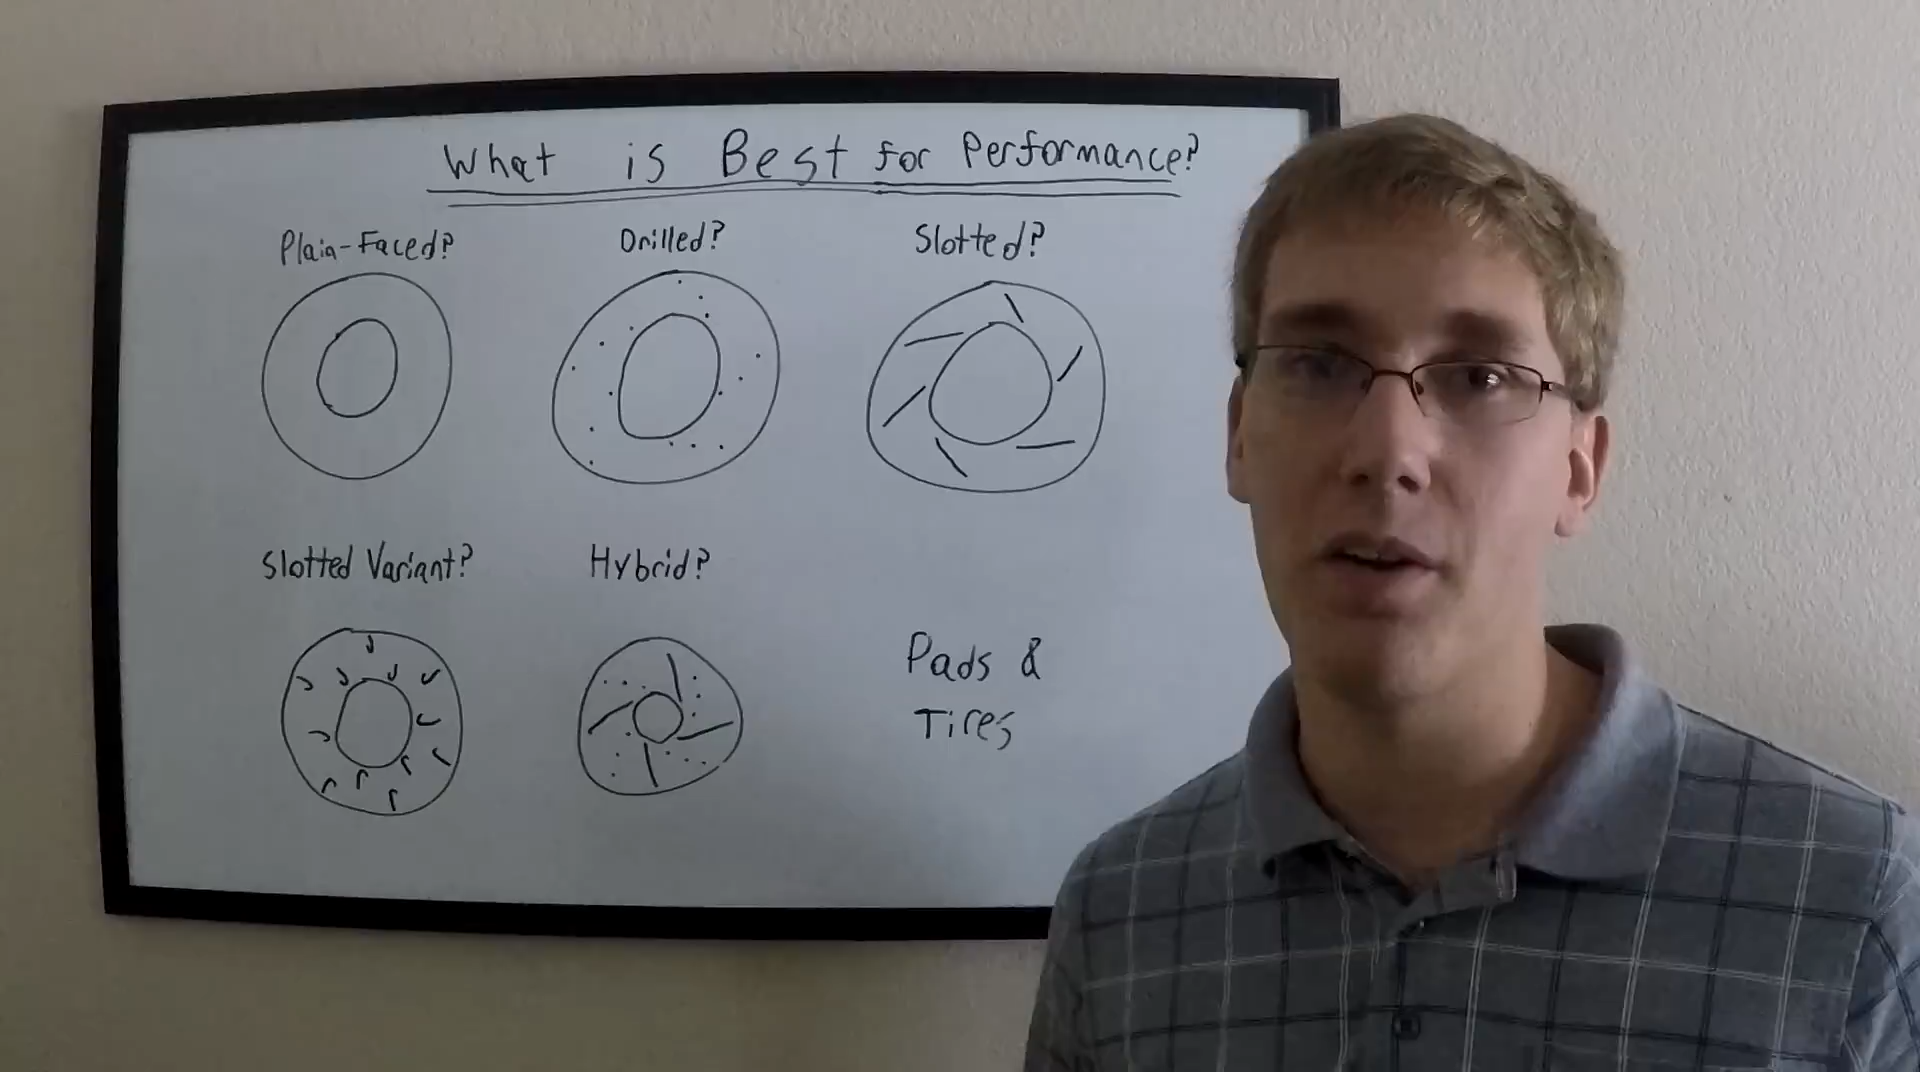 What is Best for Performance?
Plain-Faced?
Drilled?
Slotted?
Slotted Variant?
Hybrid?
Pads &
Tires